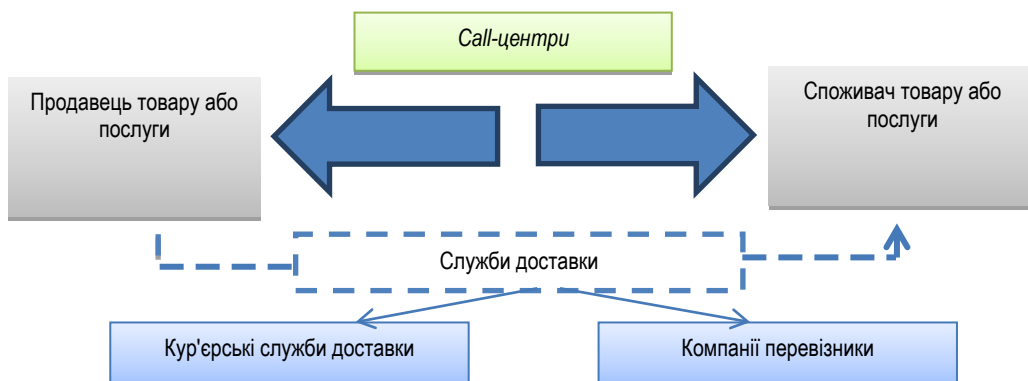 Call-центри
Продавець товару або
послуги
Споживач товару або
послуги
Служби доставки
Кур'єрські служби доставки
Компанії перевізники